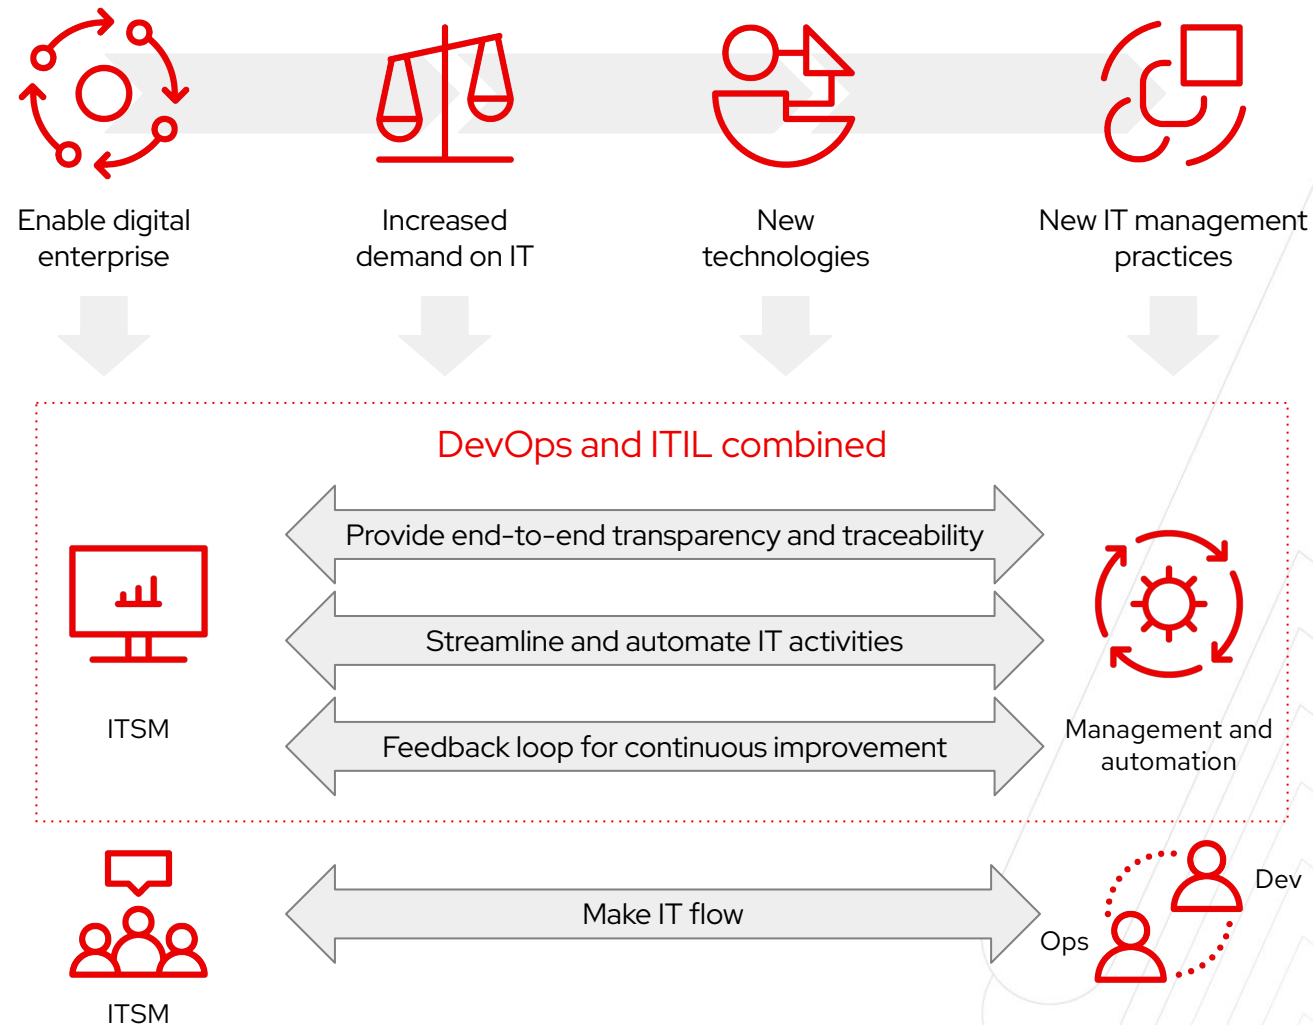 Enable digital
enterprise
Increased
demand on IT
New
technologies
New IT management
practices
DevOps and ITIL combined
Provide end-to-end transparency and traceability
Streamline and automate IT activities
Feedback loop for continuous improvement
ITSM
Management and
automation
Make IT flow
Dev
Ops
ITSM